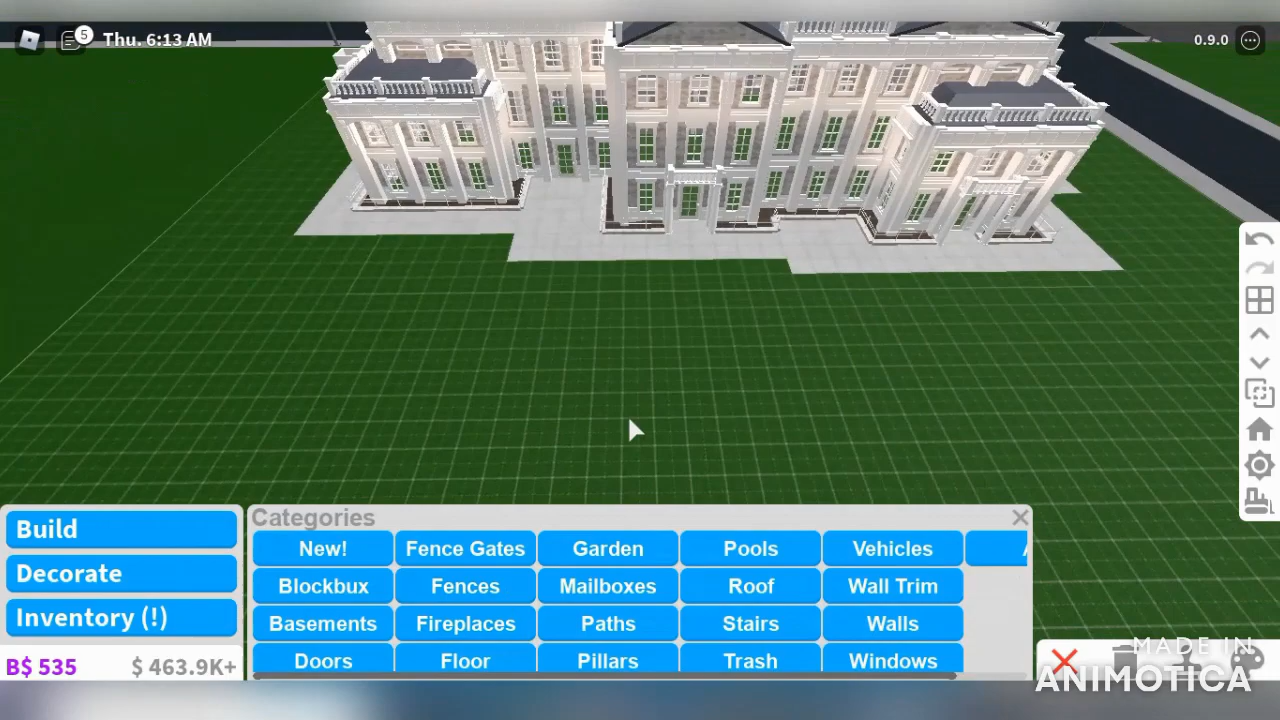 5 Thu. 6:13 AM
0.9.0
Build
Decorate
Inventory (!)
B$ 535 $ 463.9K+
Categories
New! Fence Gates Garden Pools Vehicles
Blockbux Fences Mailboxes Roof Wall Trim
Basements Fireplaces Paths Stairs Walls
Doors Floor Pillars Trash Windows
MADE IN
ANIMOTICA